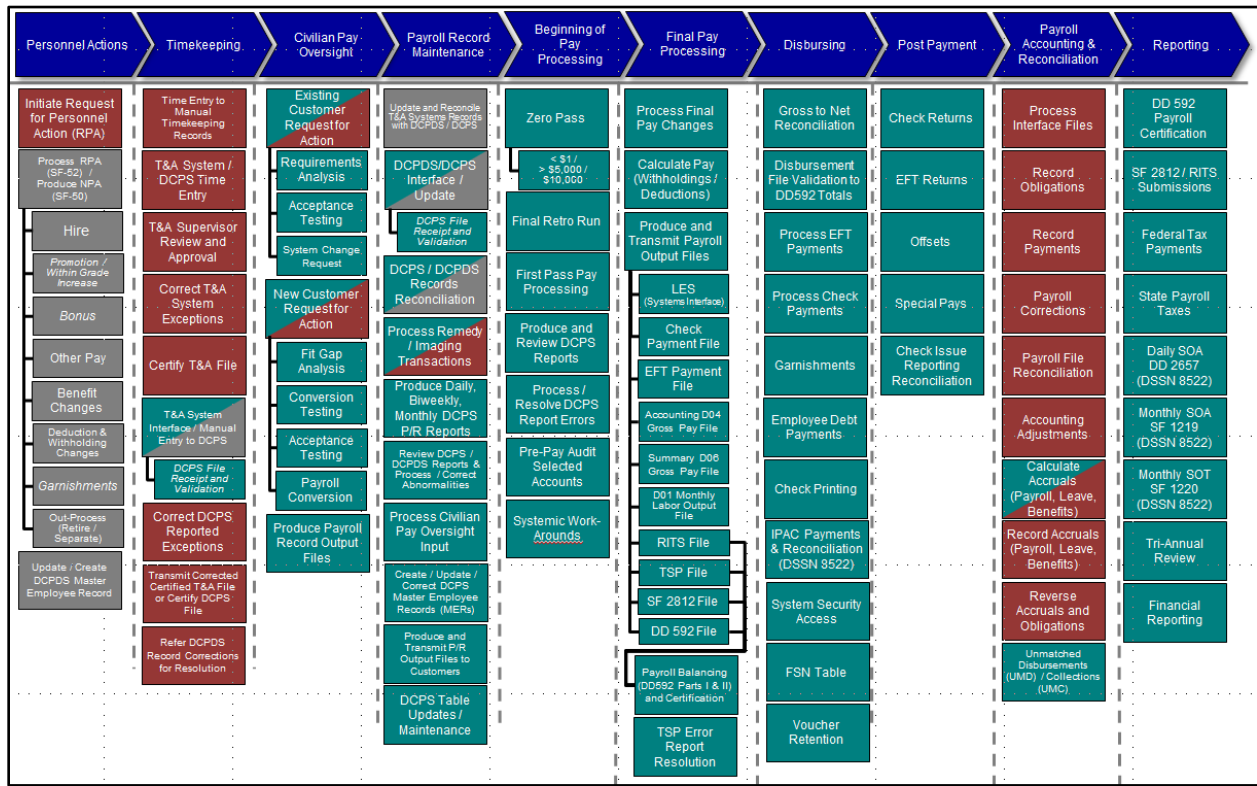 Personnel Actions
Timekeeping
Civilian Pay
Oversight
Payroll Record
Maintenance
Beginning of
Pay
Processing
Final Pay
Processing
Disbursing
Post Payment
Payroll
Accounting &
Reconciliation
Reporting
Initiate Request
for Personnel
Action (RPA)
Process RPA
(SF-52) /
Produce NPA
(SF-50)
Hire
Promotion /
Within Grade
Increase
Bonus
Other Pay
Benefit
Changes
Deduction &
Withholding
Changes
Garnishments
Out-Process
(Retire /
Separate)
Update / Create
DCPDS Master
Employee Record
Time Entry to
Manual
Timekeeping
Records
T&A System /
DCPS Time
Entry
T&A Supervisor
Review and
Approval
Correct T&A
System
Exceptions
Certify T&A File
T&A System
Interface / Manual
Entry to DCPS
DCPS File
Receipt and
Validation
Correct DCPS
Reported
Exceptions
Transmit Corrected
Certified T&A File
or Certify DCPS
File
Refer DCPDS
Record Corrections
for Resolution
Existing
Customer
Request for
Action
Requirements
Analysis
Acceptance
Testing
System Change
Request
New Customer
Request for
Action
Fit Gap
Analysis
Conversion
Testing
Acceptance
Testing
Payroll
Conversion
Produce Payroll
Record Output
Files
Update and Reconcile
T&A Systems Records
with DCPDS / DCPS
DCPDS/DCPS
Interface /
Update
DCPS File
Receipt and
Validation
DCPS / DCPDS
Records
Reconciliation
Process Remedy
/ Imaging
Transactions
Produce Daily,
Biweekly,
Monthly DCPS
P/R Reports
Review DCPS /
DCPDS Reports &
Process / Correct
Abnormalities
Process Civilian
Pay Oversight
Input
Create / Update /
Correct DCPS
Master Employee
Records (MERs)
Produce and
Transmit P/R
Output Files to
Customers
DCPS Table
Updates /
Maintenance
Zero Pass
< $1 /
> $5,000 /
$10,000
Final Retro Run
First Pass Pay
Processing
Produce and
Review DCPS
Reports
Process /
Resolve DCPS
Report Errors
Pre-Pay Audit
Selected
Accounts
Systemic Work-
Arounds
Process Final
Pay Changes
Calculate Pay
(Withholdings /
Deductions)
Produce and
Transmit Payroll
Output Files
LES
(Systems Interface)
Check
Payment File
EFT Payment
File
Accounting D04
Gross Pay File
Summary D06
Gross Pay File
D01 Monthly
Labor Output
File
RITS File
TSP File
SF 2812 File
DD 592 File
Payroll Balancing
(DD592 Parts I & II)
and Certification
TSP Error
Report
Resolution
Gross to Net
Reconciliation
Disbursement
File Validation to
DD592 Totals
Process EFT
Payments
Process Check
Payments
Garnishments
Employee Debt
Payments
Check Printing
IPAC Payments
& Reconciliation
(DSSN 8522)
System Security
Access
FSN Table
Voucher
Retention
Check Returns
EFT Returns
Offsets
Special Pays
Check Issue
Reporting
Reconciliation
Process
Interface Files
Record
Obligations
Record
Payments
Payroll
Corrections
Payroll File
Reconciliation
Accounting
Adjustments
Calculate
Accruals
(Payroll, Leave,
Benefits)
Record Accruals
(Payroll, Leave,
Benefits)
Reverse
Accruals and
Obligations
Unmatched
Disbursements
(UMD) / Collections
(UMC)
DD 592
Payroll
Certification
SF 2812 / RITS
Submissions
Federal Tax
Payments
State Payroll
Taxes
Daily SOA
DD 2657
(DSSN 8522)
Monthly SOA
SF 1219
(DSSN 8522)
Monthly SOT
SF 1220
(DSSN 8522)
Tri-Annual
Review
Financial
Reporting